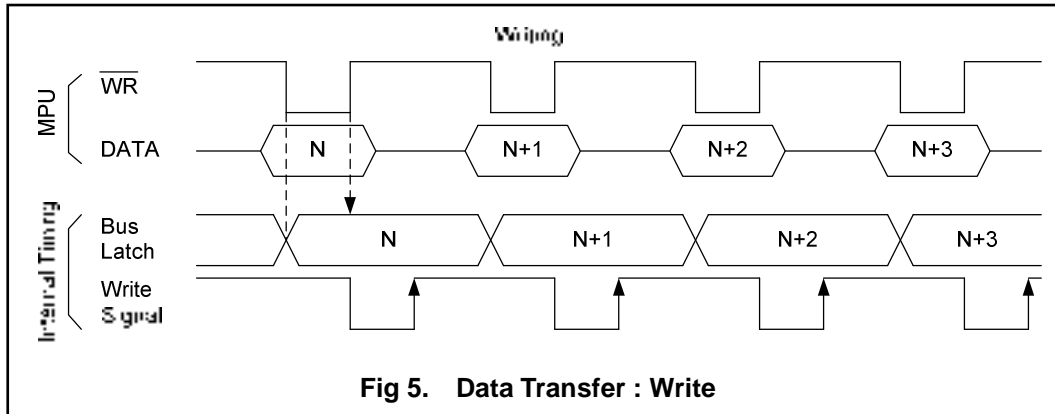 Writing
MPU
WR
DATA
N
N+1
N+2
N+3
Internal Timing
Bus
Latch
N
N+1
N+2
N+3
Write
Signal
Fig 5. Data Transfer : Write